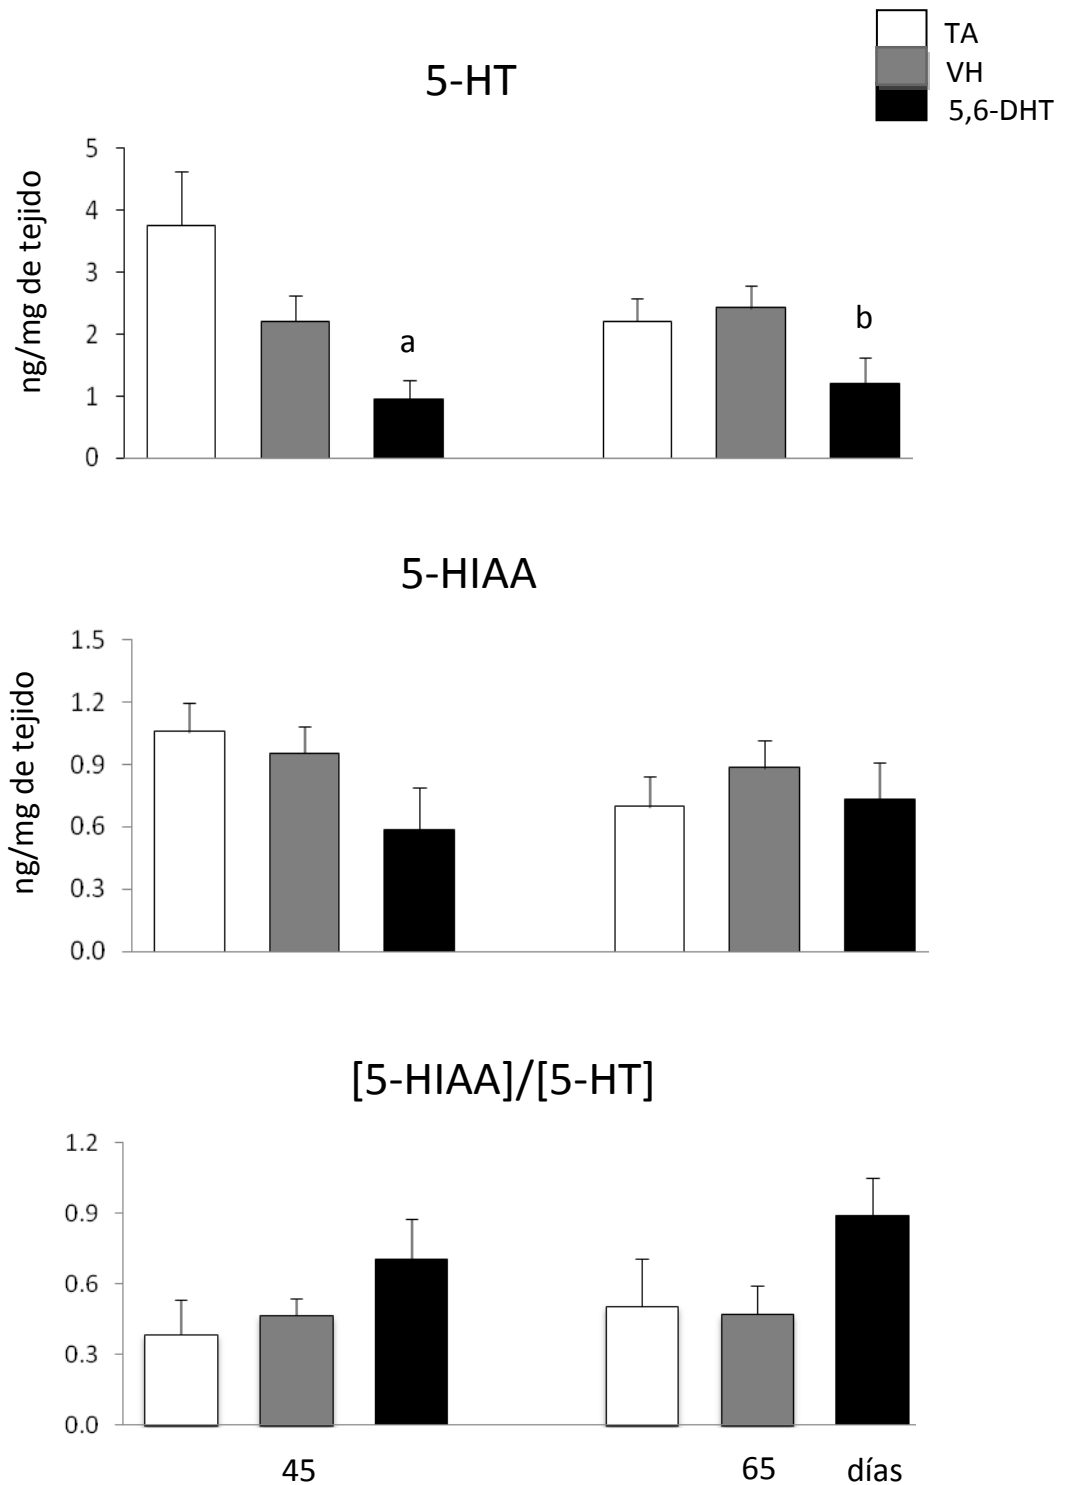 TA
VH
5,6-DHT
5-HT
ng/mg de tejido
5
4
3
2
1
0
a
b
5-HIAA
ng/mg de tejido
1.5
1.2
0.9
0.6
0.3
0.0
[5-HIAA]/[5-HT]
1.2
0.9
0.6
0.3
0.0
45 65 días